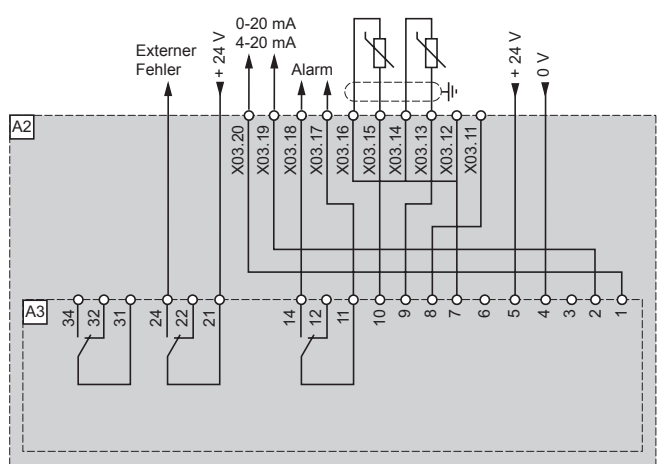 0-20 mA
4-20 mA
Externer
Fehler
+ 24 V
Alarm
+ 24 V
0 V
A2
X03.20
X03.19
X03.18
X03.17
X03.16
X03.15
X03.14
X03.13
X03.12
X03.11
A3
34
32
31
24
22
21
14
12
11
10
9
8
7
6
5
4
3
2
1